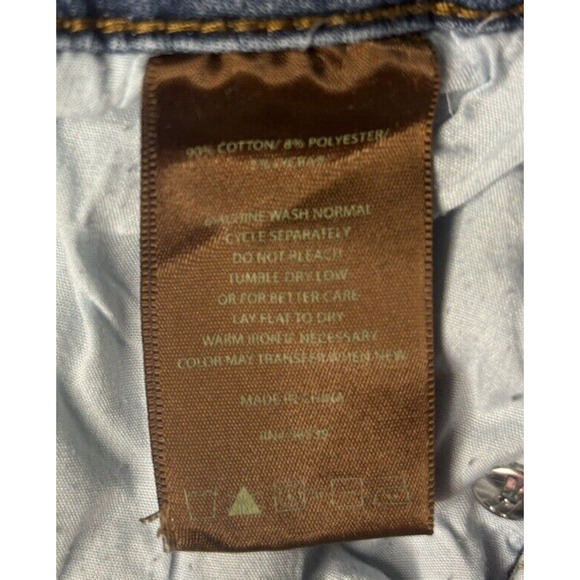 90% COTTON/ 8% POLYESTER/
2% LYCRA®
MACHINE WASH NORMAL
CYCLE SEPARATELY
DO NOT BLEACH
TUMBLE DRY LOW
OR FOR BETTER CARE
LAY FLAT TO DRY
WARM IRON IF NECESSARY
COLOR MAY TRANSFER WHEN NEW
MADE IN CHINA